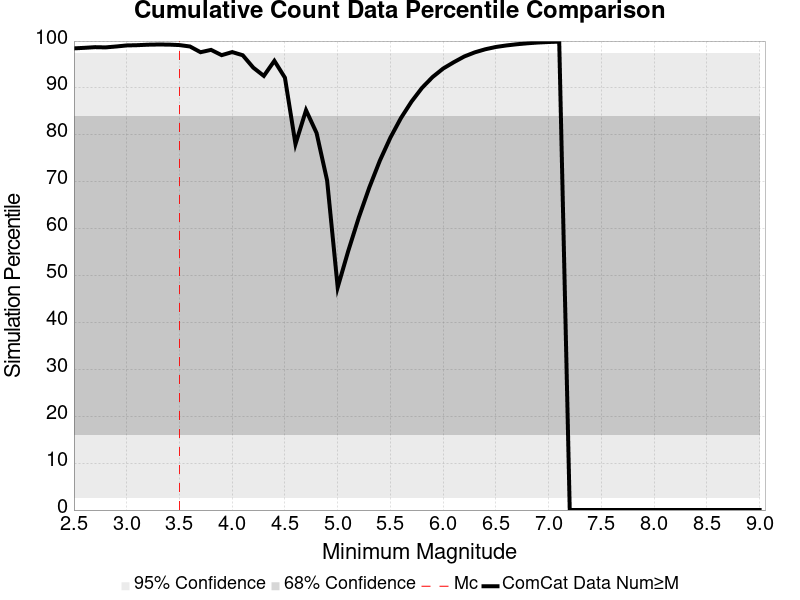 Cumulative Count Data Percentile Comparison
Simulation Percentile
100
90
80
70
60
50
40
30
20
10
0
2.5 3.0 3.5 4.0 4.5 5.0 5.5 6.0 6.5 7.0 7.5 8.0 8.5 9.0
Minimum Magnitude
95% Confidence 68% Confidence Mc ComCat Data Num≥M